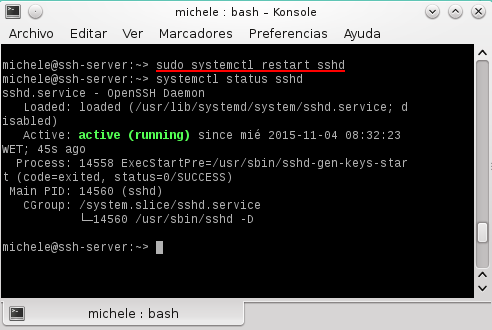 michele : bash – Konsole
Archivo Editar Ver Marcadores Preferencias Ayuda
michele@ssh-server:~> sudo systemctl restart sshd
michele@ssh-server:~> systemctl status sshd
sshd.service - OpenSSH Daemon
   Loaded: loaded (/usr/lib/systemd/system/sshd.service; d
isabled)
   Active: active (running) since mié 2015-11-04 08:32:23
WET; 45s ago
  Process: 14558 ExecStartPre=/usr/sbin/sshd-gen-keys-star
t (code=exited, status=0/SUCCESS)
 Main PID: 14560 (sshd)
   CGroup: /system.slice/sshd.service
           └─14560 /usr/sbin/sshd -D
michele@ssh-server:~>
michele : bash